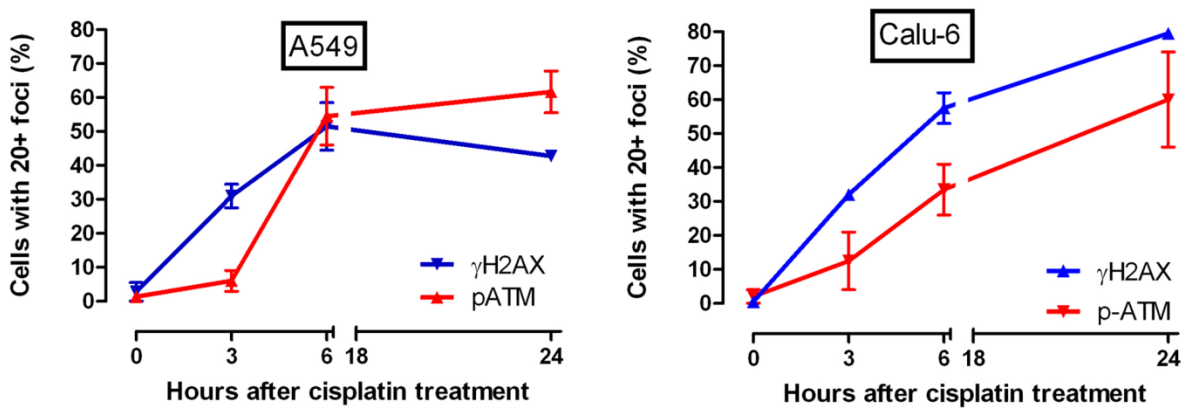 A549
Cells with 20+ foci (%)
80
70
60
50
40
30
20
10
0
γH2AX
pATM
0 3 6 18 24
Hours after cisplatin treatment
Calu-6
Cells with 20+ foci (%)
80
70
60
50
40
30
20
10
0
γH2AX
p-ATM
0 3 6 18 24
Hours after cisplatin treatment